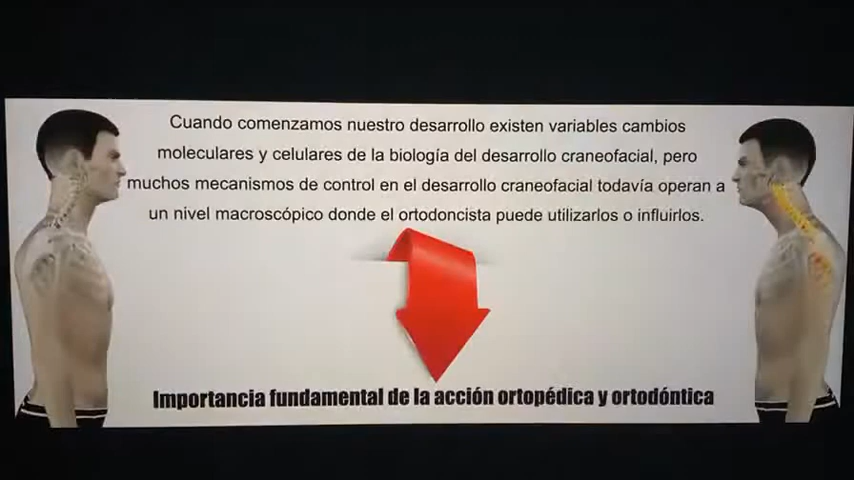 Cuando comenzamos nuestro desarrollo existen variables cambios
moleculares y celulares de la biología del desarrollo craneofacial, pero
muchos mecanismos de control en el desarrollo craneofacial todavía operan a
un nivel macroscópico donde el ortodoncista puede utilizarlos o influirlos.
Importancia fundamental de la acción ortopédica y ortodóntica